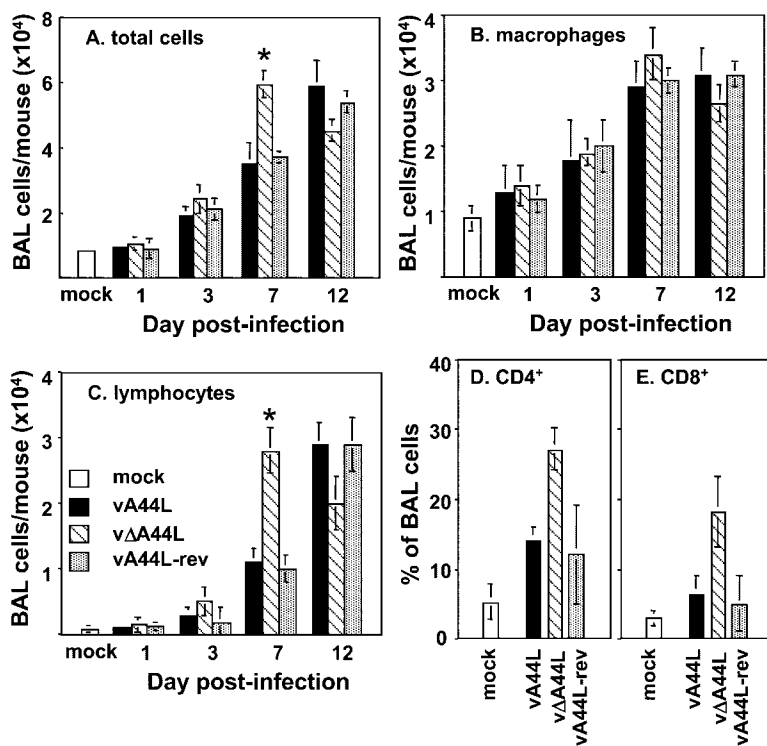 A. total cells
BAL cells/mouse (x10⁴)
8
6
4
2
*
mock 1 3 7 12
Day post-infection
B. macrophages
BAL cells/mouse (x10⁴)
4
3
2
1
mock 1 3 7 12
Day post-infection
C. lymphocytes
BAL cells/mouse (x10⁴)
4
3
2
1
*
mock
vA44L
vΔA44L
vA44L-rev
mock 1 3 7 12
Day post-infection
D. CD4⁺
% of BAL cells
40
30
20
10
0
mock
vA44L
vΔA44L
vA44L-rev
E. CD8⁺
mock
vA44L
vΔA44L
vA44L-rev